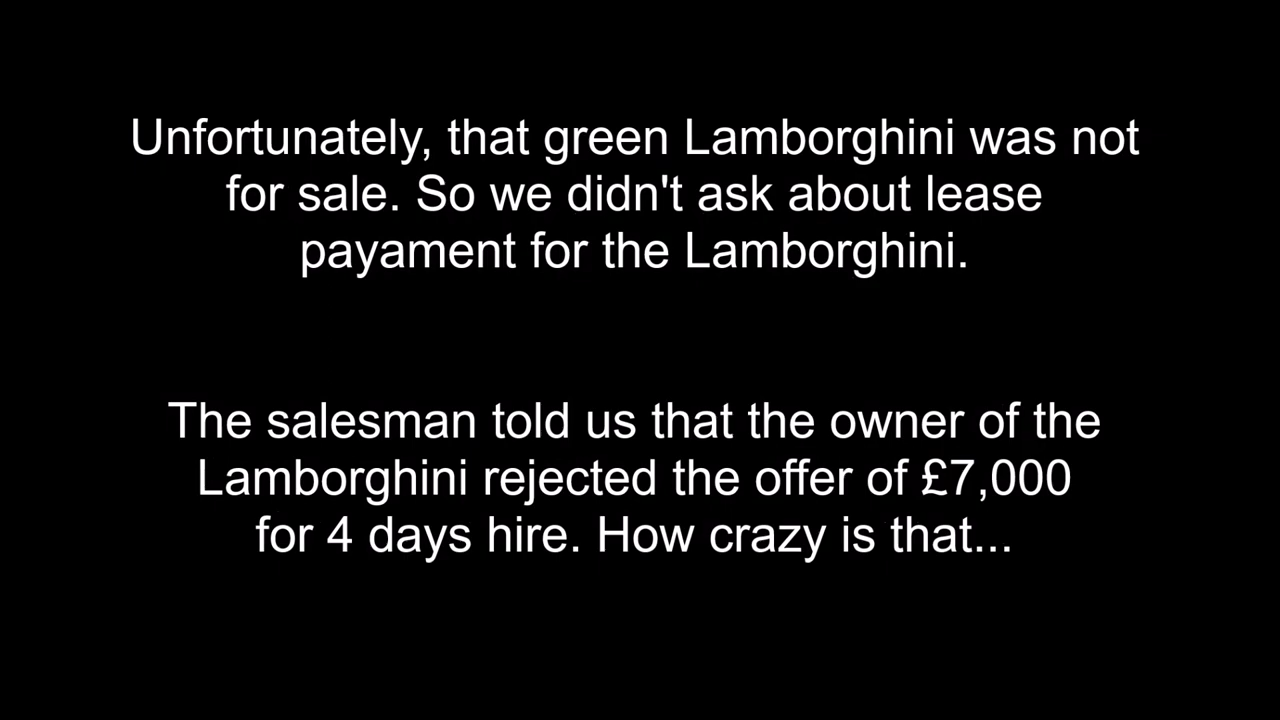 Unfortunately, that green Lamborghini was not
for sale. So we didn't ask about lease
payament for the Lamborghini.
The salesman told us that the owner of the
Lamborghini rejected the offer of £7,000
for 4 days hire. How crazy is that...